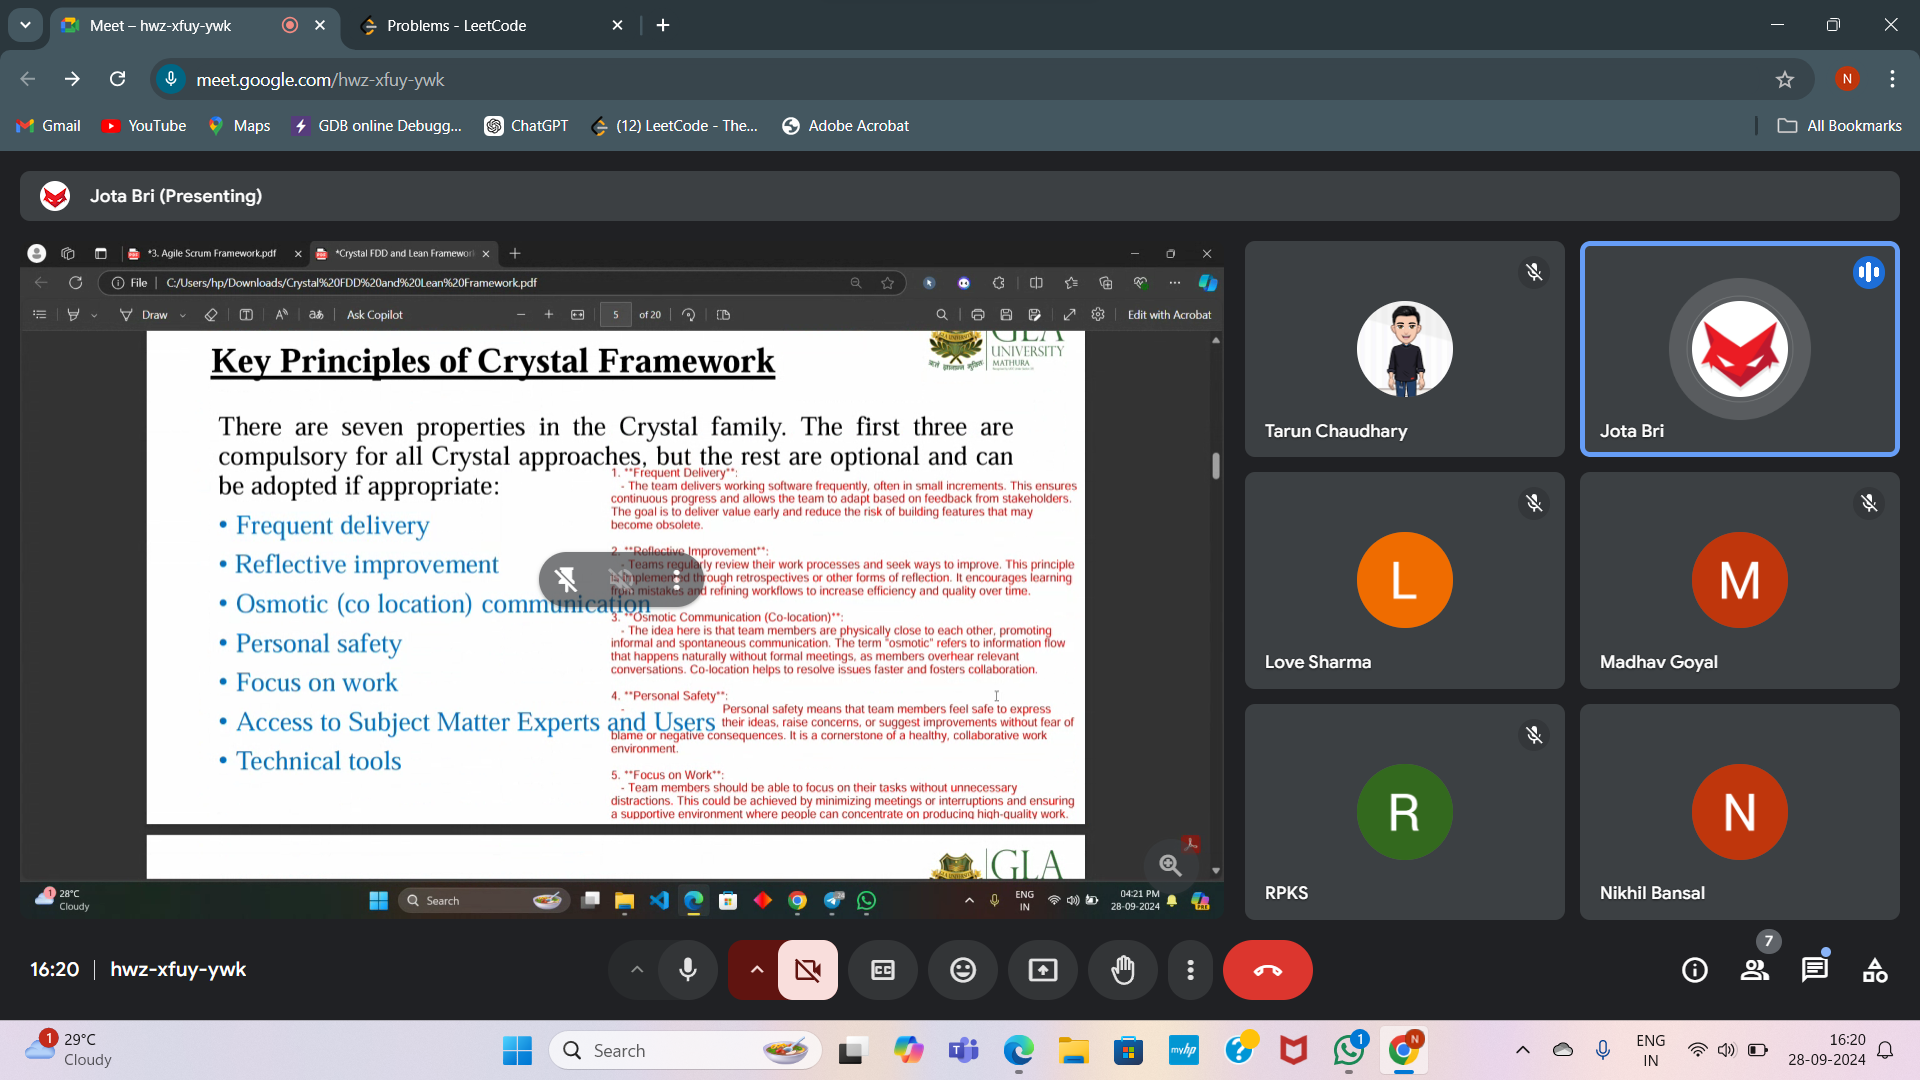 Meet – hwz-xfuy-ywk
Problems - LeetCode
meet.google.com/hwz-xfuy-ywk
N
Gmail
YouTube
Maps
GDB online Debugg...
ChatGPT
(12) LeetCode - The...
Adobe Acrobat
All Bookmarks
Jota Bri (Presenting)
*3. Agile Scrum Framework.pdf
*Crystal FDD and Lean Framewor
File
C:/Users/hp/Downloads/Crystal%20FDD%20and%20Lean%20Framework.pdf
Draw
Ask Copilot
5
of 20
Edit with Acrobat
Key Principles of Crystal Framework
GLA
UNIVERSITY
MATHURA
There are seven properties in the Crystal family. The first three are
compulsory for all Crystal approaches, but the rest are optional and can
be adopted if appropriate:
• Frequent delivery
• Reflective improvement
• Osmotic (co location) communication
• Personal safety
• Focus on work
• Access to Subject Matter Experts and Users
• Technical tools
1. **Frequent Delivery**:
- The team delivers working software frequently, often in small increments. This ensures
continuous progress and allows the team to adapt based on feedback from stakeholders.
The goal is to deliver value early and reduce the risk of building features that may
become obsolete.
2. **Reflective Improvement**:
- Teams regularly review their work processes and seek ways to improve. This principle
is implemented through retrospectives or other forms of reflection. It encourages learning
from mistakes and refining workflows to increase efficiency and quality over time.
3. **Osmotic Communication (Co-location)**:
- The idea here is that team members are physically close to each other, promoting
informal and spontaneous communication. The term "osmotic" refers to information flow
that happens naturally without formal meetings, as members overhear relevant
conversations. Co-location helps to resolve issues faster and fosters collaboration.
4. **Personal Safety**:
- Personal safety means that team members feel safe to express
their ideas, raise concerns, or suggest improvements without fear of
blame or negative consequences. It is a cornerstone of a healthy, collaborative work
environment.
5. **Focus on Work**:
- Team members should be able to focus on their tasks without unnecessary
distractions. This could be achieved by minimizing meetings or interruptions and ensuring
a supportive environment where people can concentrate on producing high-quality work.
GLA
1
28°C
Cloudy
Search
ENG
IN
04:21 PM
28-09-2024
Tarun Chaudhary
Jota Bri
L
Love Sharma
M
Madhav Goyal
R
RPKS
N
Nikhil Bansal
16:20
hwz-xfuy-ywk
7
1
29°C
Cloudy
Search
myhp
1
N
ENG
IN
16:20
28-09-2024